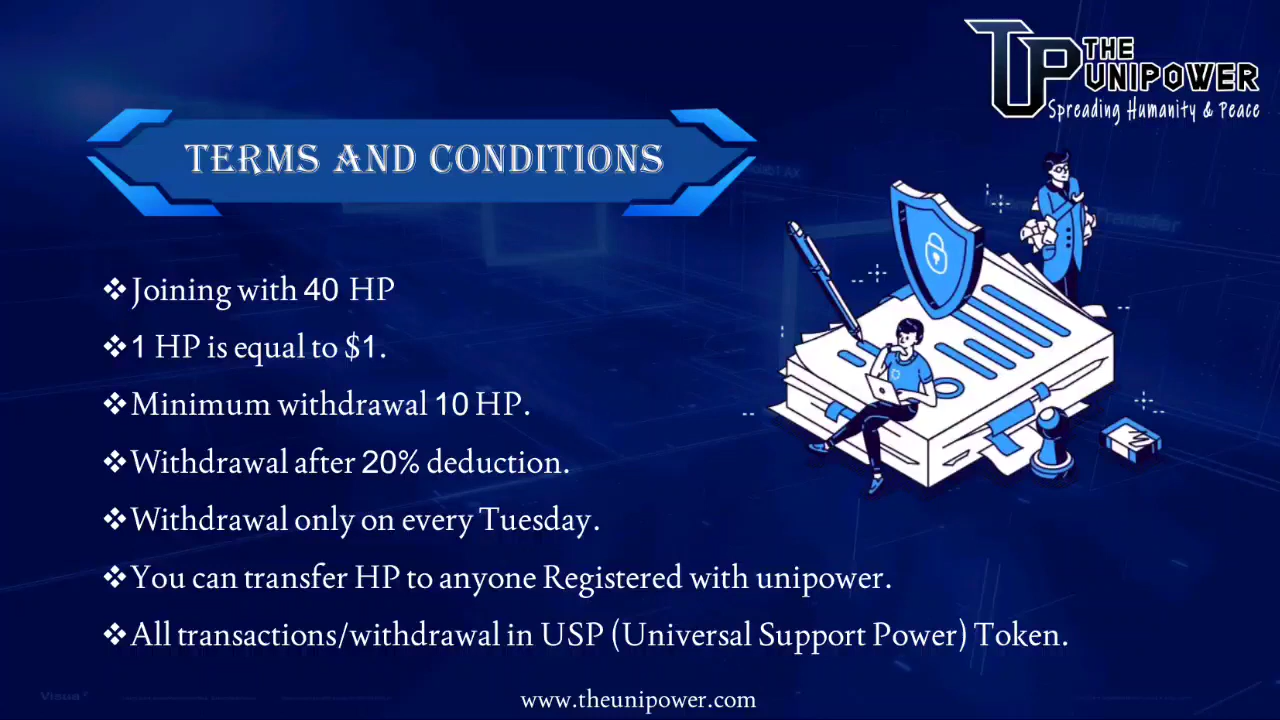 THE
UNIPOWER
Spreading Humanity & Peace
TERMS AND CONDITIONS
❖Joining with 40 HP
❖1 HP is equal to $1.
❖Minimum withdrawal 10 HP.
❖Withdrawal after 20% deduction.
❖Withdrawal only on every Tuesday.
❖You can transfer HP to anyone Registered with unipower.
❖All transactions/withdrawal in USP (Universal Support Power) Token.
www.theunipower.com